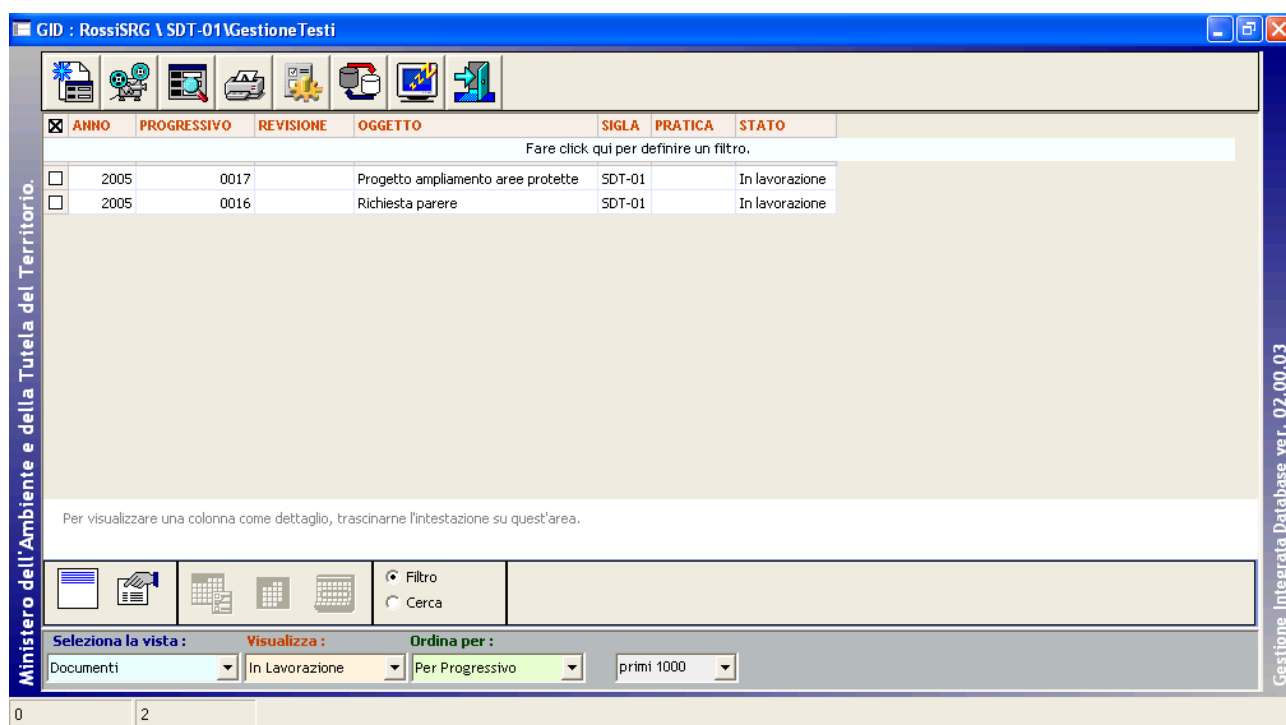 GID : RossiSRG \ SDT-01\GestioneTesti
ANNO PROGRESSIVO REVISIONE OGGETTO SIGLA PRATICA STATO
Fare click qui per definire un filtro.
2005 0017 Progetto ampliamento aree protette SDT-01 In lavorazione
2005 0016 Richiesta parere SDT-01 In lavorazione
Per visualizzare una colonna come dettaglio, trascinarne l'intestazione su quest'area.
Filtro
Cerca
Seleziona la vista : Visualizza : Ordina per :
Documenti In Lavorazione Per Progressivo primi 1000
0 2
Ministero dell'Ambiente e della Tutela del Territorio.
Gestione Integrata Database ver. 02.00.03